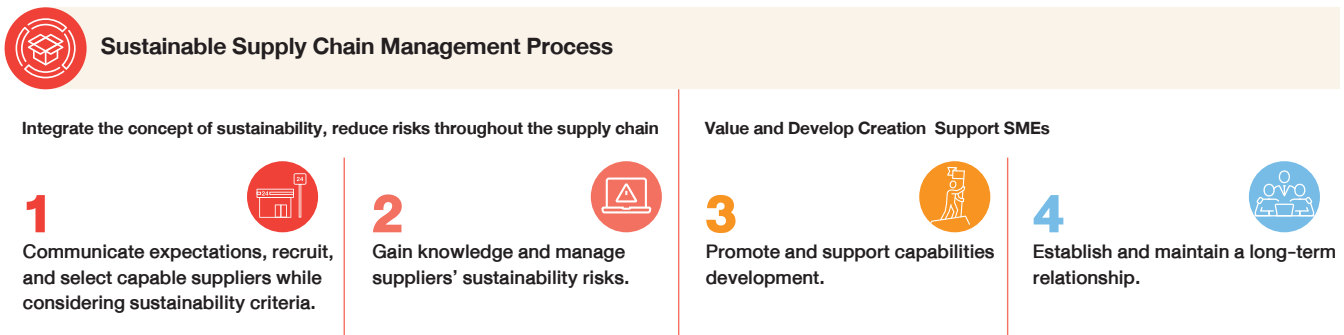 Sustainable Supply Chain Management Process
Integrate the concept of sustainability, reduce risks throughout the supply chain
Value and Develop Creation Support SMEs
1
24
24
Communicate expectations, recruit,
and select capable suppliers while
considering sustainability criteria.
2
Gain knowledge and manage
suppliers’ sustainability risks.
3
Promote and support capabilities
development.
4
Establish and maintain a long-term
relationship.